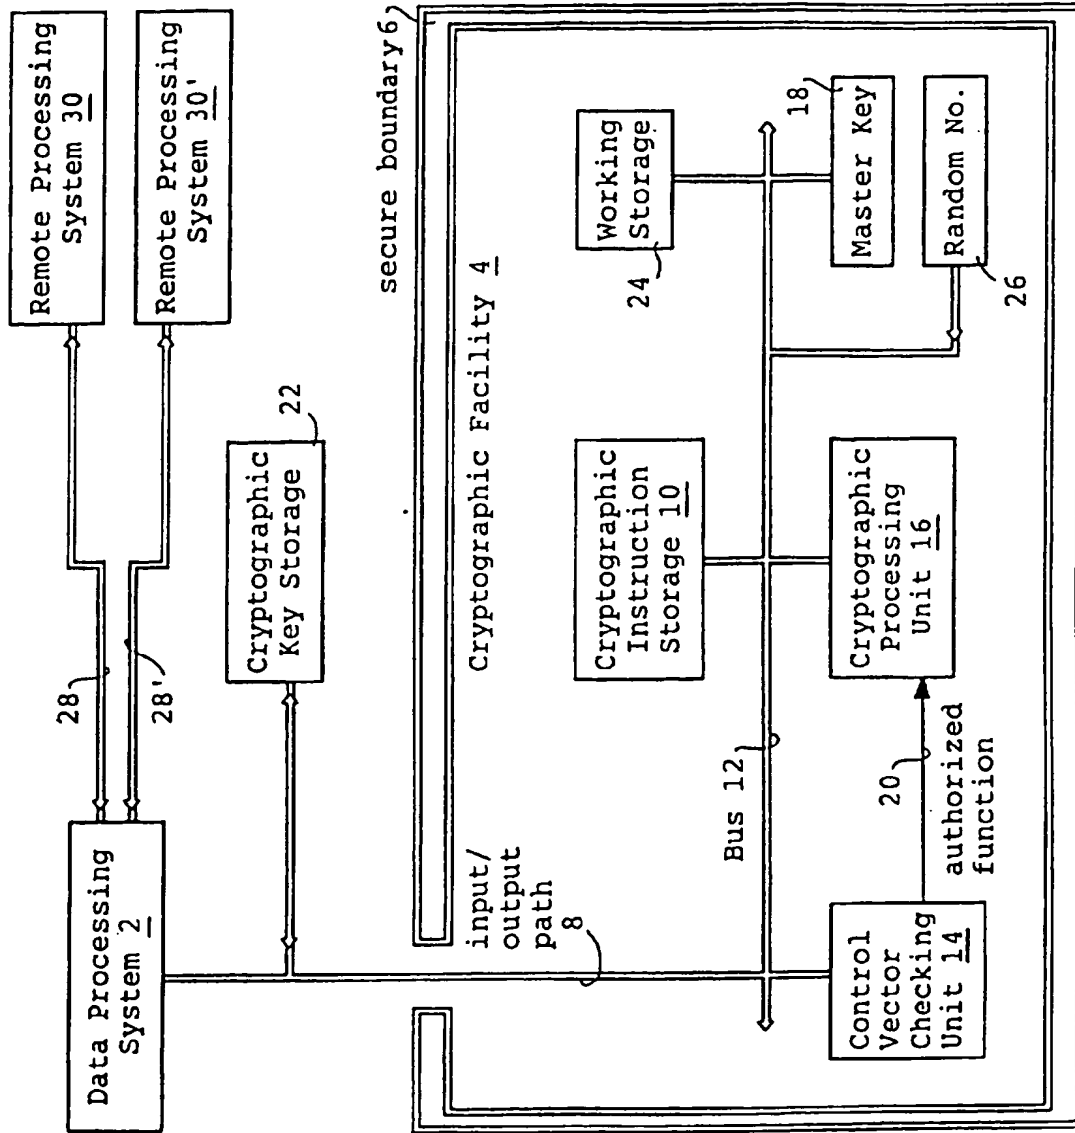 Data Processing
System 2
28
28'
Remote Processing
System 30
Remote Processing
System 30'
Cryptographic
Key Storage
22
secure boundary 6
Cryptographic Facility 4
input/
output
path
8
Cryptographic
Instruction
Storage 10
Working
Storage
24
Bus 12
Control
Vector
Checking
Unit 14
20
authorized
function
Cryptographic
Processing
Unit 16
18
Master Key
Random No.
26